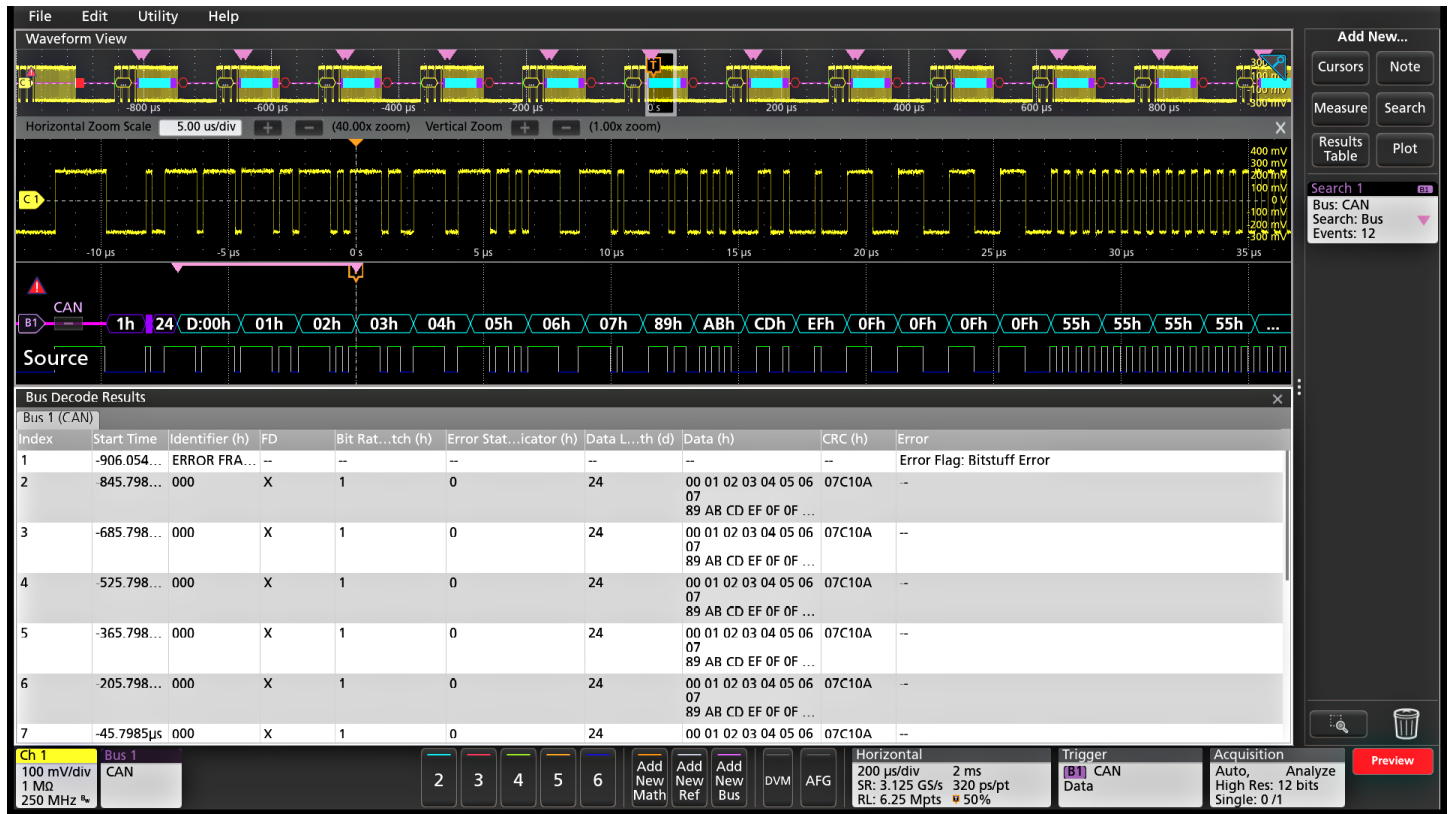 File Edit Utility Help
Waveform View
Add New...
Cursors Note
Measure Search
Results Table Plot
-800 µs -600 µs -400 µs -200 µs 0 s 200 µs 400 µs 600 µs 800 µs
Horizontal Zoom Scale 5.00 us/div + - (40.00x zoom) Vertical Zoom + - (1.00x zoom) X
400 mV
300 mV
200 mV
100 mV
C 1 0 V
-100 mV
-200 mV
-300 mV
-10 µs -5 µs 0 s 5 µs 10 µs 15 µs 20 µs 25 µs 30 µs 35 µs
Search 1 B1
Bus: CAN
Search: Bus
Events: 12
T
CAN
B1 1h 24 D:00h 01h 02h 03h 04h 05h 06h 07h 89h ABh CDh EFh 0Fh 0Fh 0Fh 0Fh 55h 55h 55h 55h ...
Source
Bus Decode Results
Bus 1 (CAN)
Index Start Time Identifier (h) FD Bit Rat...tch (h) Error Stat...icator (h) Data L...th (d) Data (h) CRC (h) Error
1 -906.054... ERROR FRA... -- -- -- -- -- -- Error Flag: Bitstuff Error
2 -845.798... 000 X 1 0 24 00 01 02 03 04 05 06 07C10A --
07
89 AB CD EF 0F 0F ...
3 -685.798... 000 X 1 0 24 00 01 02 03 04 05 06 07C10A --
07
89 AB CD EF 0F 0F ...
4 -525.798... 000 X 1 0 24 00 01 02 03 04 05 06 07C10A --
07
89 AB CD EF 0F 0F ...
5 -365.798... 000 X 1 0 24 00 01 02 03 04 05 06 07C10A --
07
89 AB CD EF 0F 0F ...
6 -205.798... 000 X 1 0 24 00 01 02 03 04 05 06 07C10A --
07
89 AB CD EF 0F 0F ...
7 -45.7985µs 000 X 1 0 24 00 01 02 03 04 05 06 07C10A --
Ch 1
100 mV/div
1 MΩ
250 MHz Bw
Bus 1
CAN
2 3 4 5 6
Add New Math
Add New Ref
Add New Bus
DVM AFG
Horizontal
200 µs/div 2 ms
SR: 3.125 GS/s 320 ps/pt
RL: 6.25 Mpts 50%
Trigger
B1 CAN
Data
Acquisition
Auto, Analyze
High Res: 12 bits
Single: 0 /1
Preview